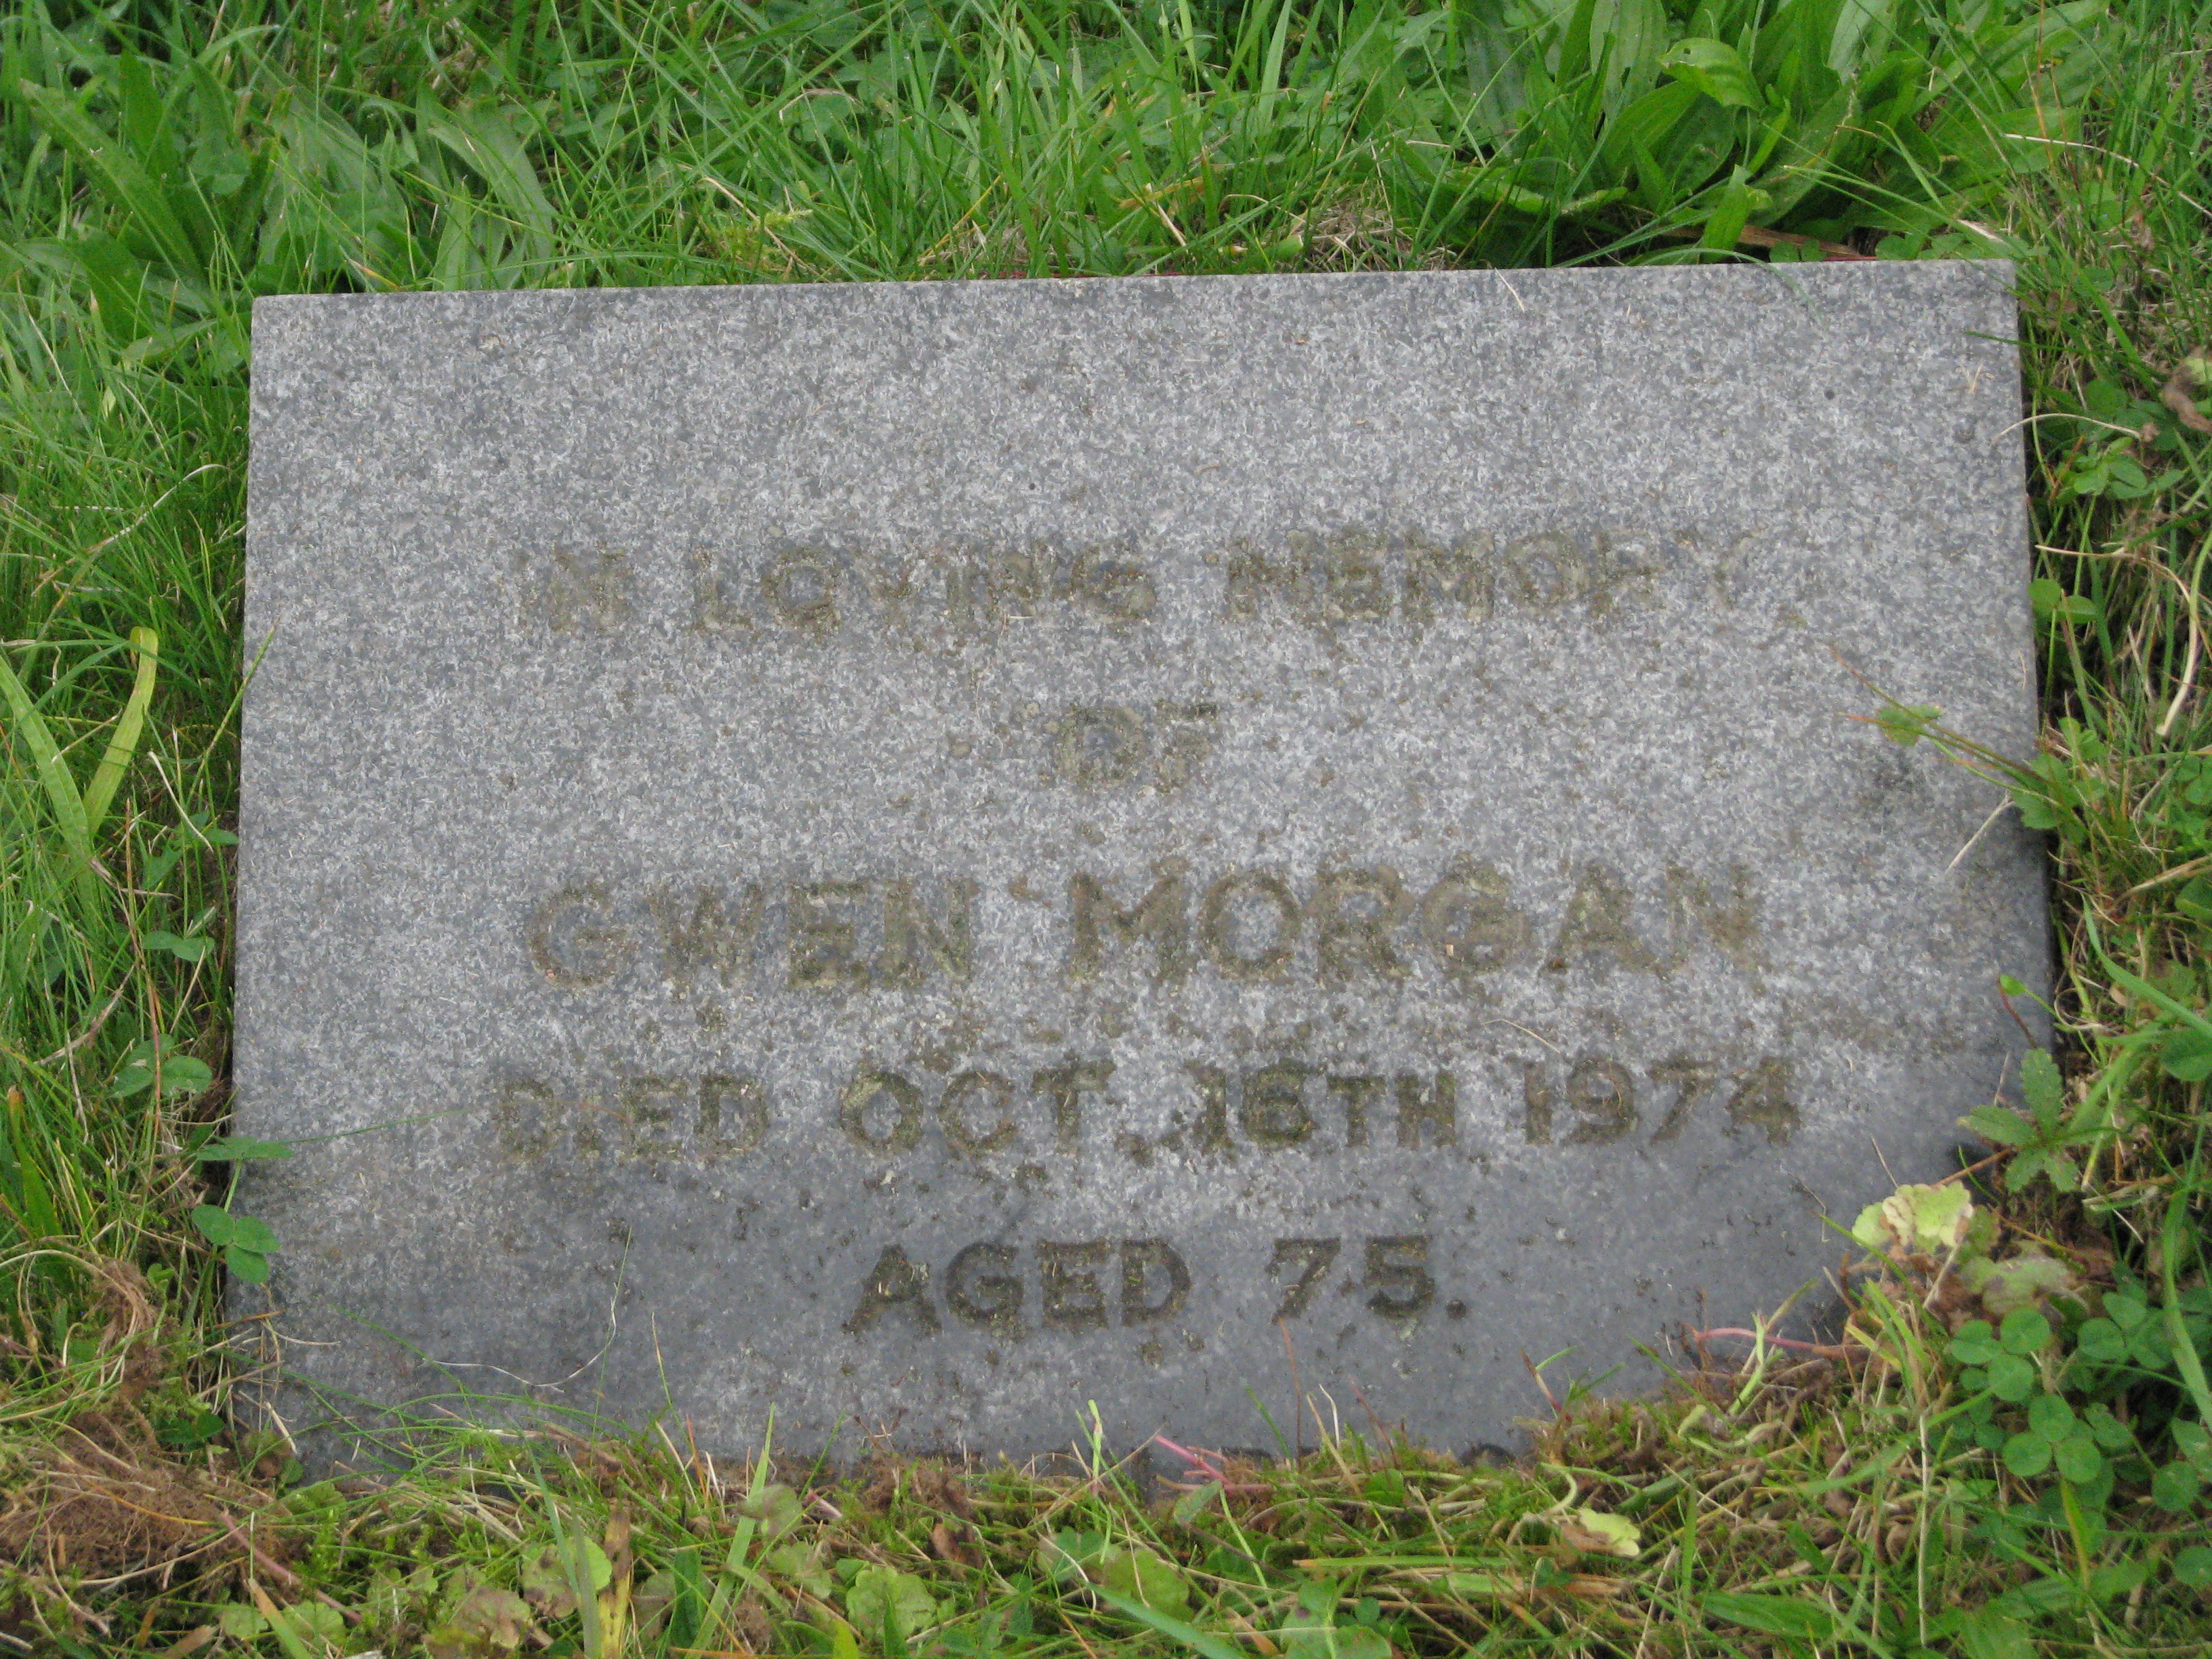 IN LOVING MEMORY
OF
GWEN MORGAN
DIED OCT. 16TH 1974
AGED 75.